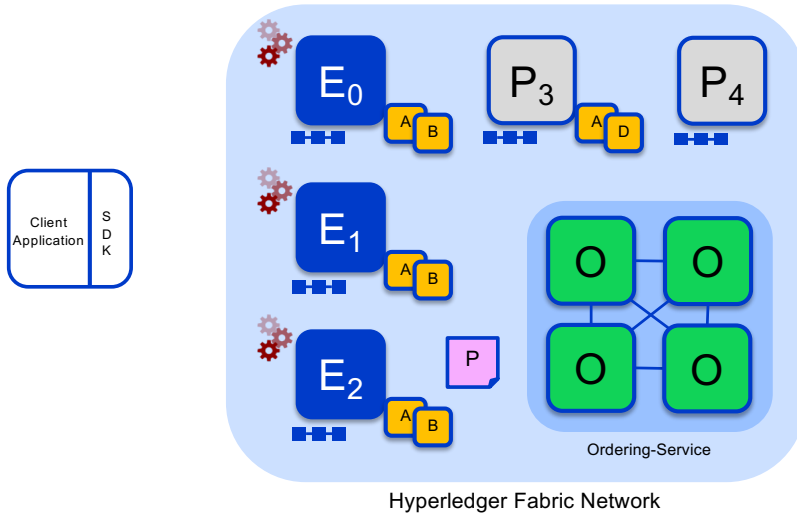 E₀
A
B
P₃
A
D
P₄
Client
Application
S
D
K
E₁
A
B
E₂
A
B
P
O
O
O
O
Ordering-Service
Hyperledger Fabric Network